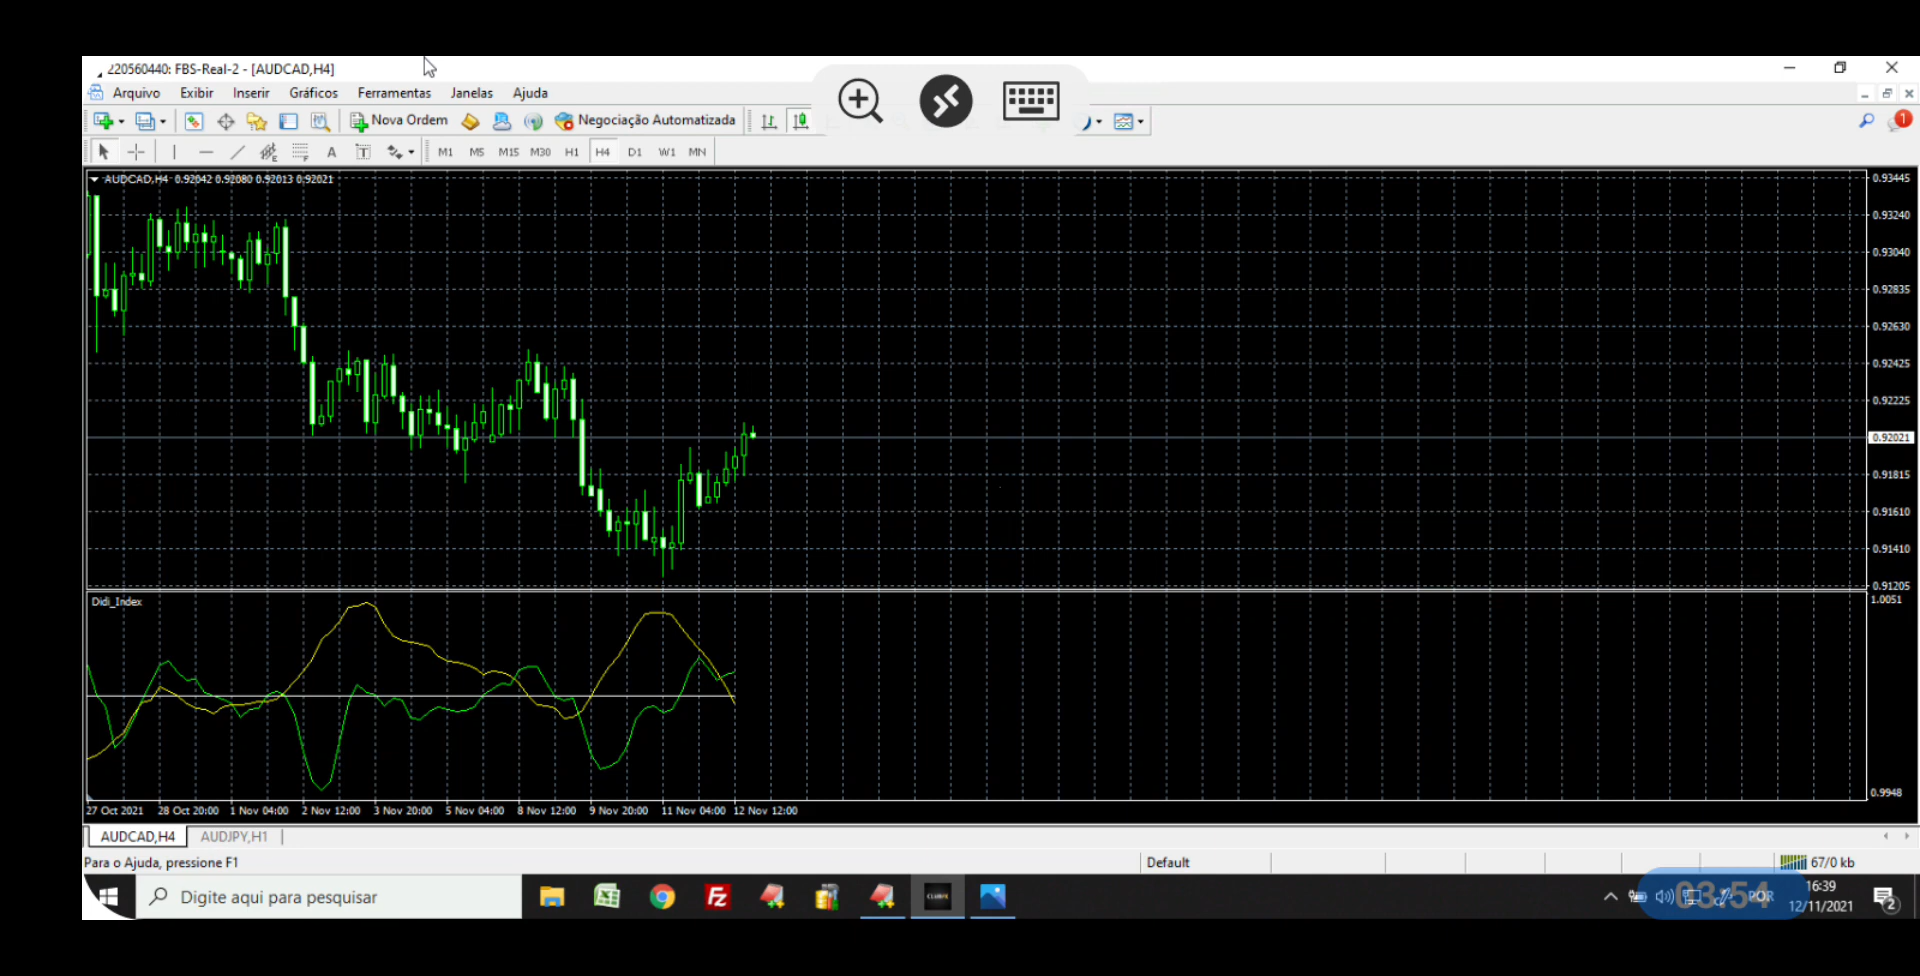 220560440: FBS-Real-2 - [AUDCAD,H4]
Arquivo Exibir Inserir Gráficos Ferramentas Janelas Ajuda
Nova Ordem Negociação Automatizada
1
A T M1 M5 M15 M30 H1 H4 D1 W1 MN
AUDCAD,H4 0.92042 0.92080 0.92013 0.92021
0.93445
0.93240
0.93040
0.92835
0.92630
0.92425
0.92225
0.92021
0.91815
0.91610
0.91410
0.91205
Didi_Index
1.0051
0.9948
27 Oct 2021 28 Oct 20:00 1 Nov 04:00 2 Nov 12:00 3 Nov 20:00 5 Nov 04:00 8 Nov 12:00 9 Nov 20:00 11 Nov 04:00 12 Nov 12:00
AUDCAD,H4 AUDJPY,H1
Para o Ajuda, pressione F1 Default 67/0 kb
Digite aqui para pesquisar
03:54
POR
16:39
12/11/2021
2